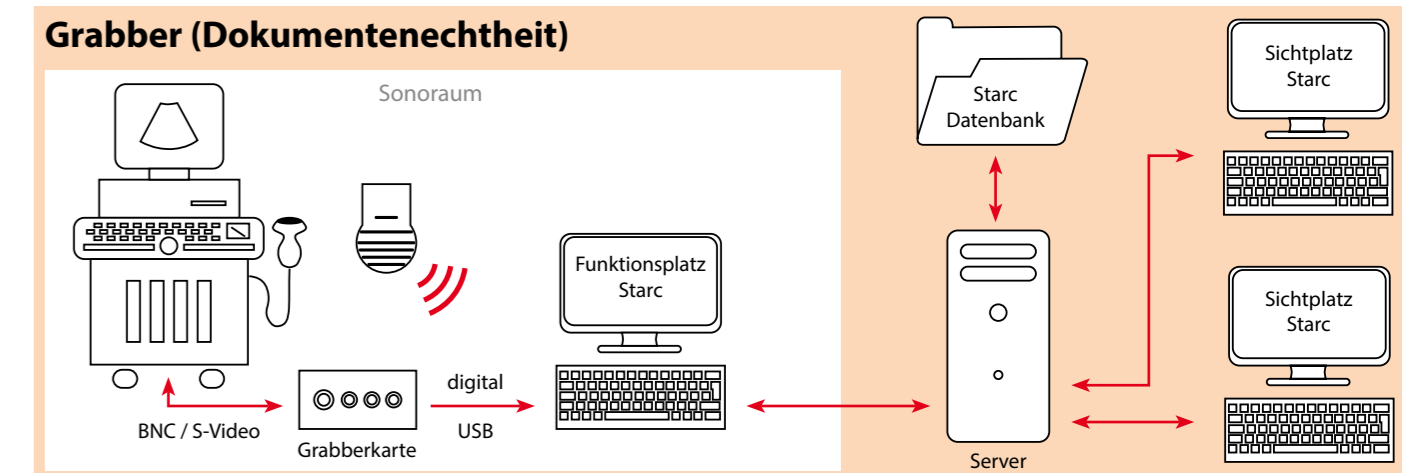 Grabber (Dokumentenechtheit)
Sonoraum
Starc
Datenbank
Sichtplatz
Starc
Funktionsplatz
Starc
Sichtplatz
Starc
digital
USB
BNC / S-Video
Grabberkarte
Server